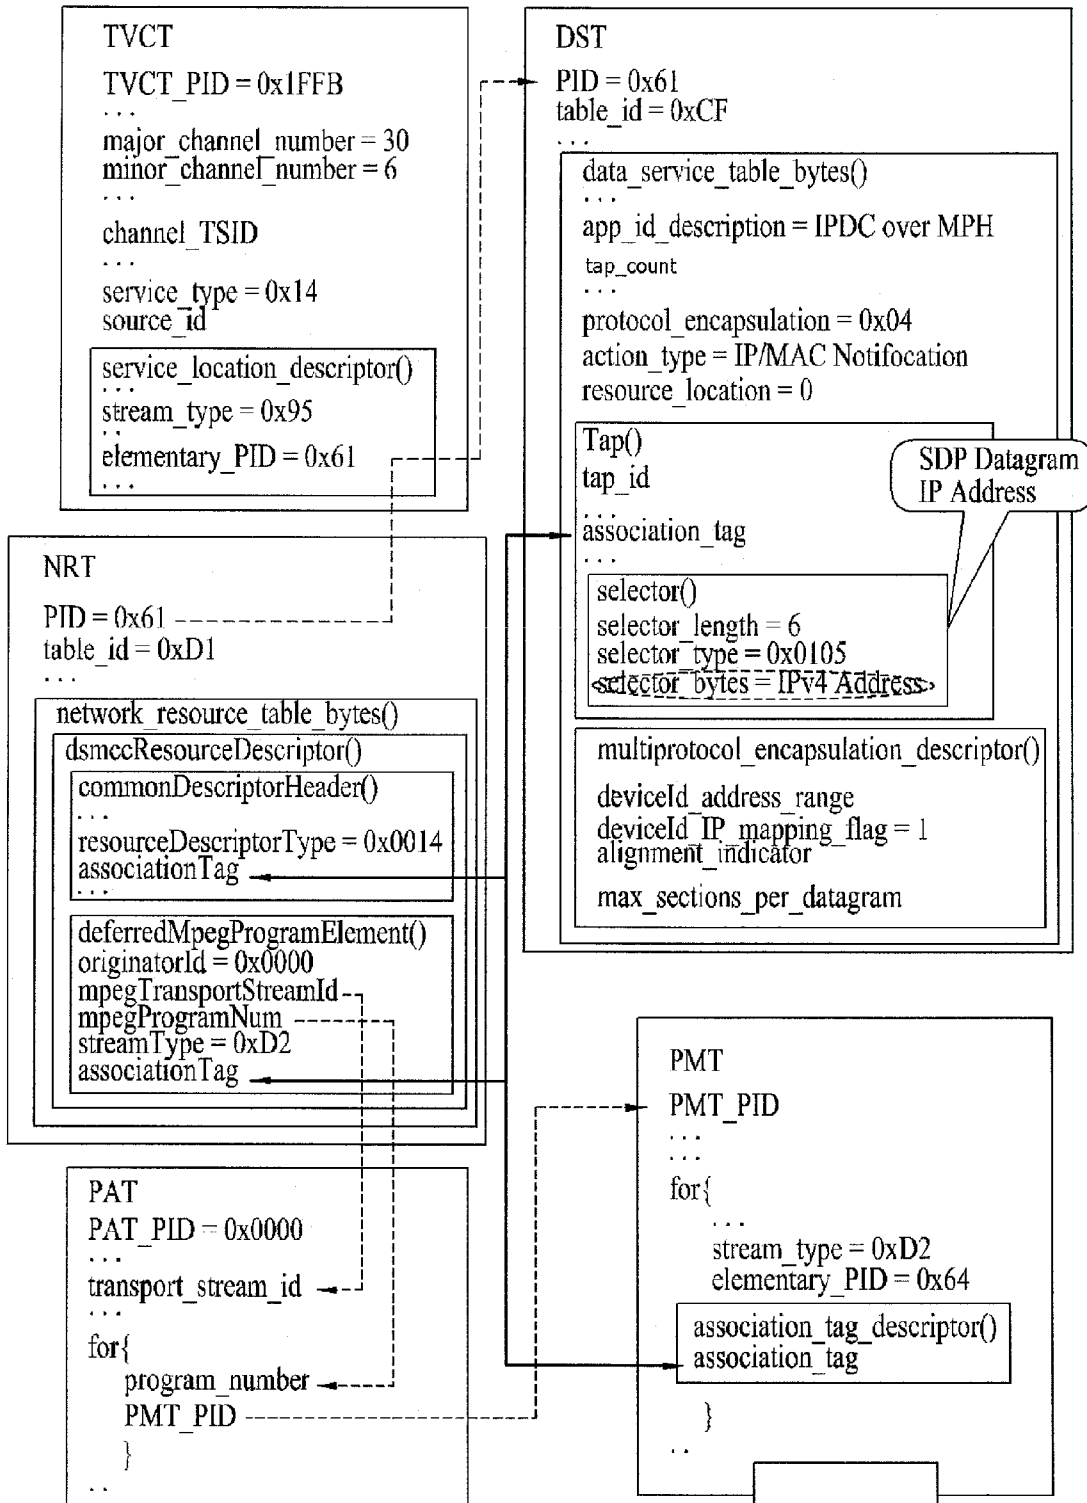 TVCT
TVCT_PID = 0x1FFB
...
major_channel_number = 30
minor_channel_number = 6
...
channel_TSID
...
service_type = 0x14
source_id
service_location_descriptor()
...
stream_type = 0x95
..
elementary_PID = 0x61
...
NRT
PID = 0x61
table_id = 0xD1
...
network_resource_table_bytes()
dsmccResourceDescriptor()
commonDescriptorHeader()
...
resourceDescriptorType = 0x0014
associationTag
...
deferredMpegProgramElement()
originatorId = 0x0000
mpegTransportStreamId
mpegProgramNum
streamType = 0xD2
associationTag
PAT
PAT_PID = 0x0000
...
transport_stream_id
...
for{
program_number
PMT_PID
}
..
DST
PID = 0x61
table_id = 0xCF
...
data_service_table_bytes()
...
app_id_description = IPDC over MPH
tap_count
...
protocol_encapsulation = 0x04
action_type = IP/MAC Notifocation
resource_location = 0
Tap()
tap_id
...
association_tag
...
SDP Datagram
IP Address
selector()
selector_length = 6
selector_type = 0x0105
selector_bytes = IPv4 Address
multiprotocol_encapsulation_descriptor()
deviceId_address_range
deviceId_IP_mapping_flag = 1
alignment_indicator
max_sections_per_datagram
PMT
PMT_PID
...
...
for{
...
stream_type = 0xD2
elementary_PID = 0x64
association_tag_descriptor()
association_tag
}
..